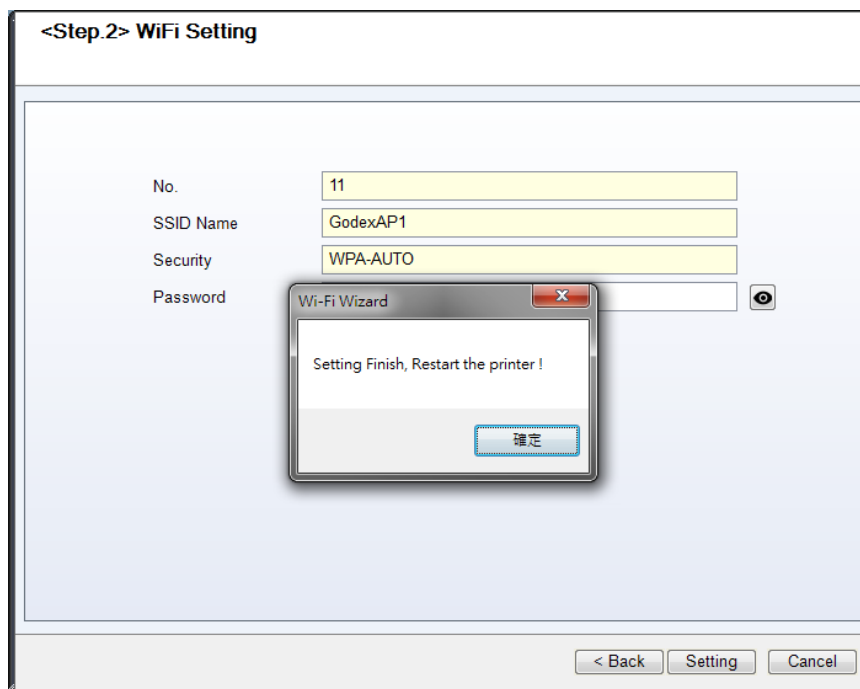 <Step.2> WiFi Setting
No. 11
SSID Name GodexAP1
Security WPA-AUTO
Password
Wi-Fi Wizard
Setting Finish, Restart the printer !
確定
< Back Setting Cancel